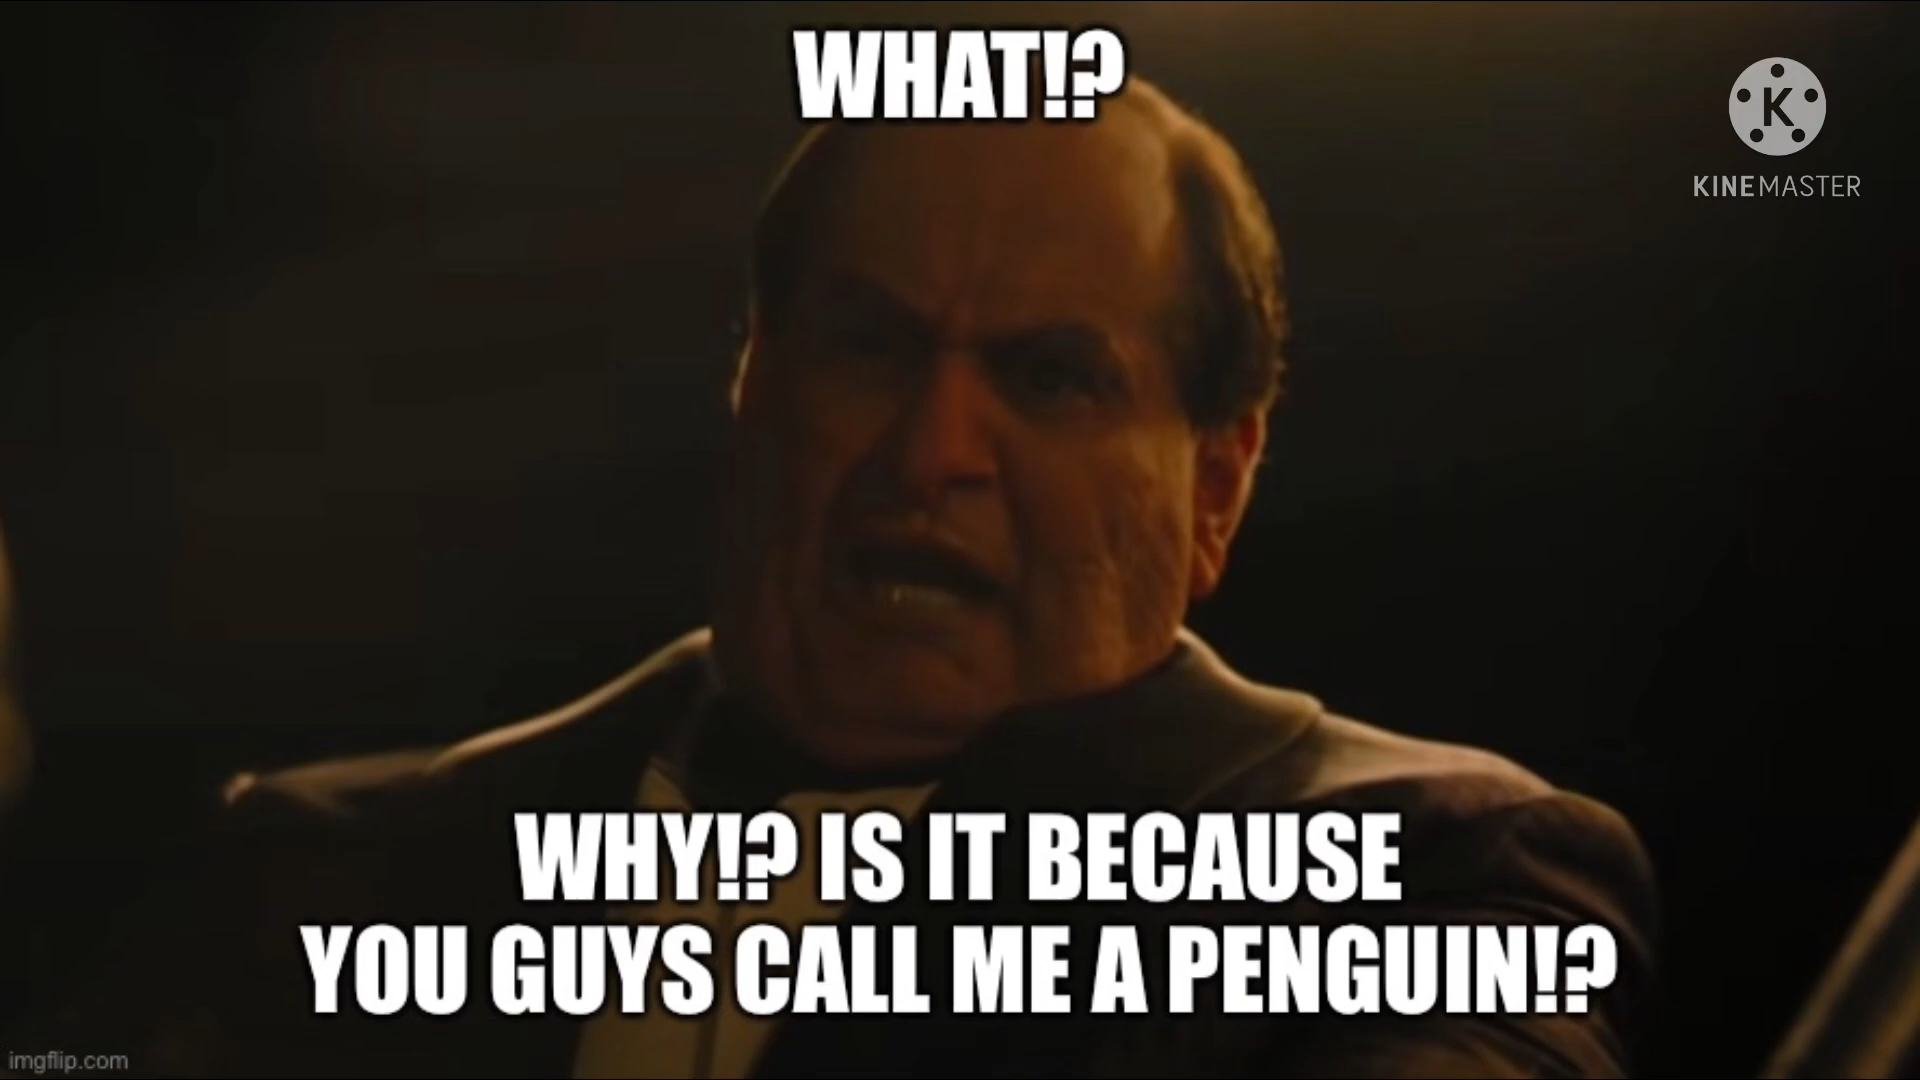 WHAT!?
K
KINEMASTER
WHY!? IS IT BECAUSE
YOU GUYS CALL ME A PENGUIN!?
imgflip.com